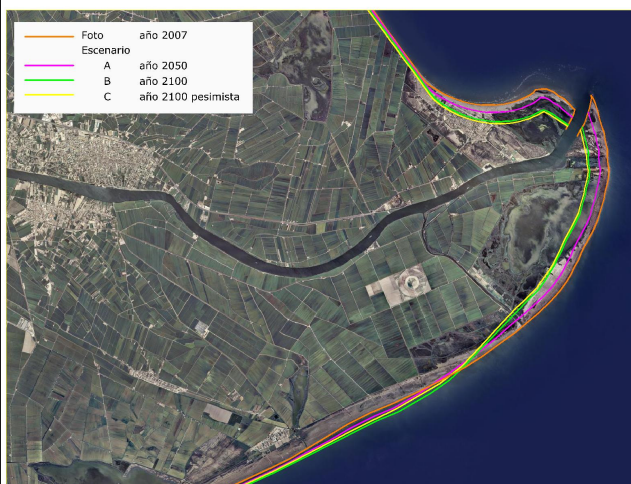 Foto año 2007
Escenario
A año 2050
B año 2100
C año 2100 pesimista